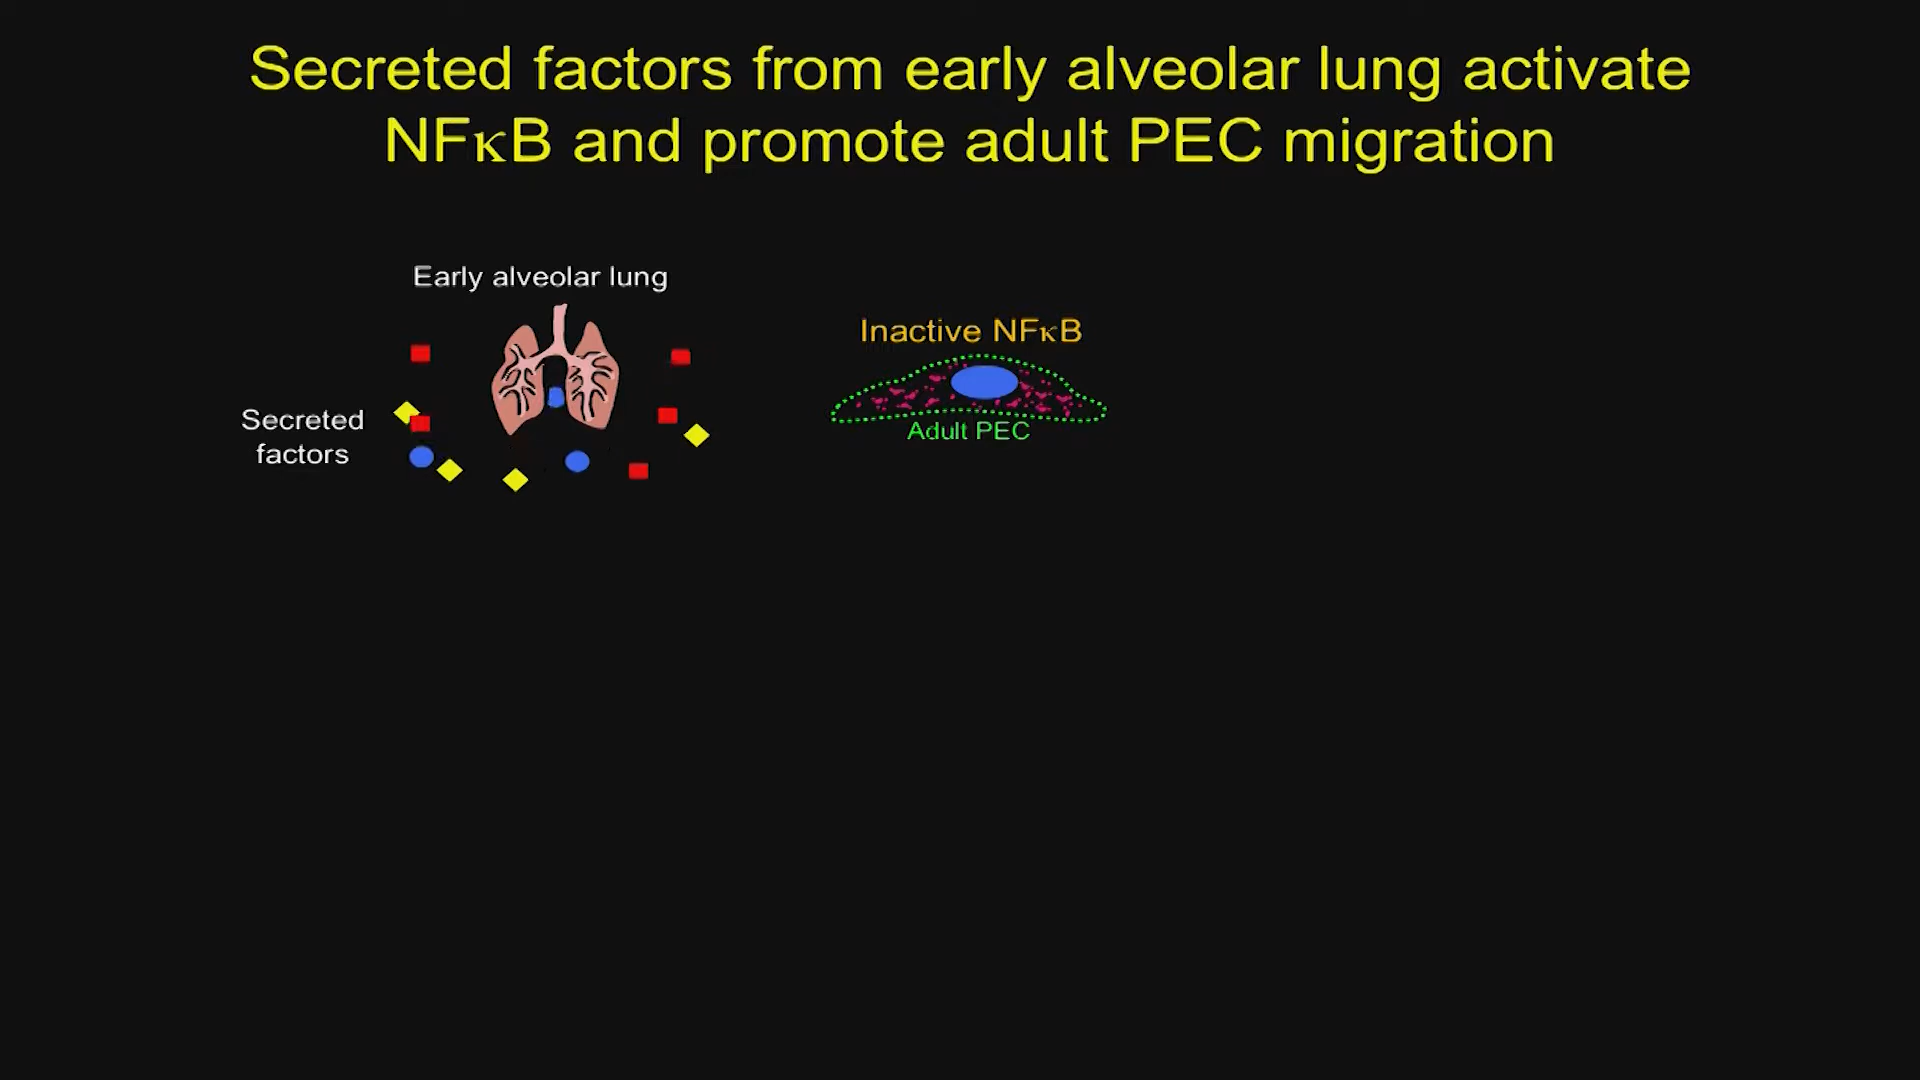 Secreted factors from early alveolar lung activate
NFκB and promote adult PEC migration
Early alveolar lung
Inactive NFκB
Secreted
factors
Adult PEC